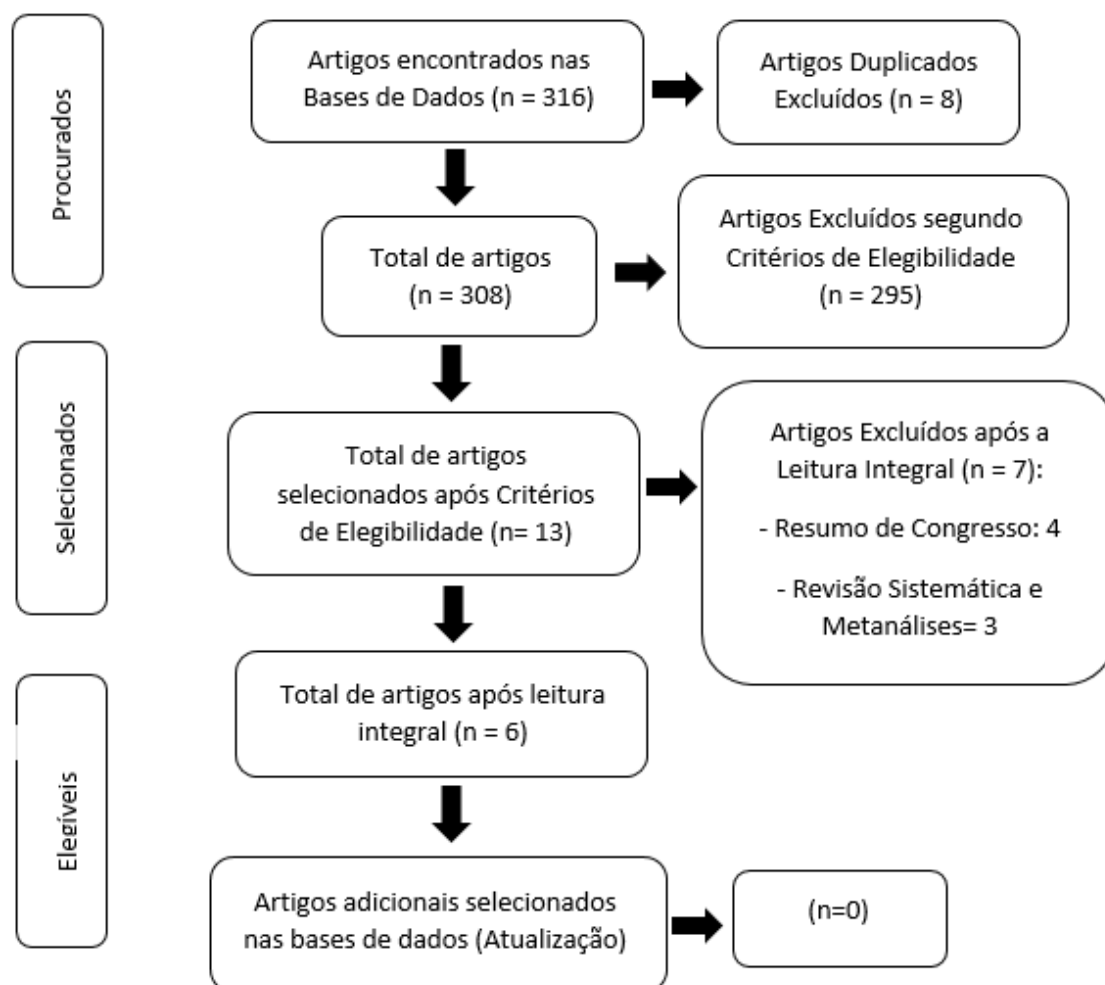 Procurados
Artigos encontrados nas
Bases de Dados (n = 316)
Artigos Duplicados
Excluídos (n = 8)
Total de artigos
(n = 308)
Artigos Excluídos segundo
Critérios de Elegibilidade
(n = 295)
Selecionados
Total de artigos
selecionados após Critérios
de Elegibilidade (n= 13)
Artigos Excluídos após a
Leitura Integral (n = 7):
- Resumo de Congresso: 4
- Revisão Sistemática e
Metanálises= 3
Elegíveis
Total de artigos após leitura
integral (n = 6)
Artigos adicionais selecionados
nas bases de dados (Atualização)
(n=0)